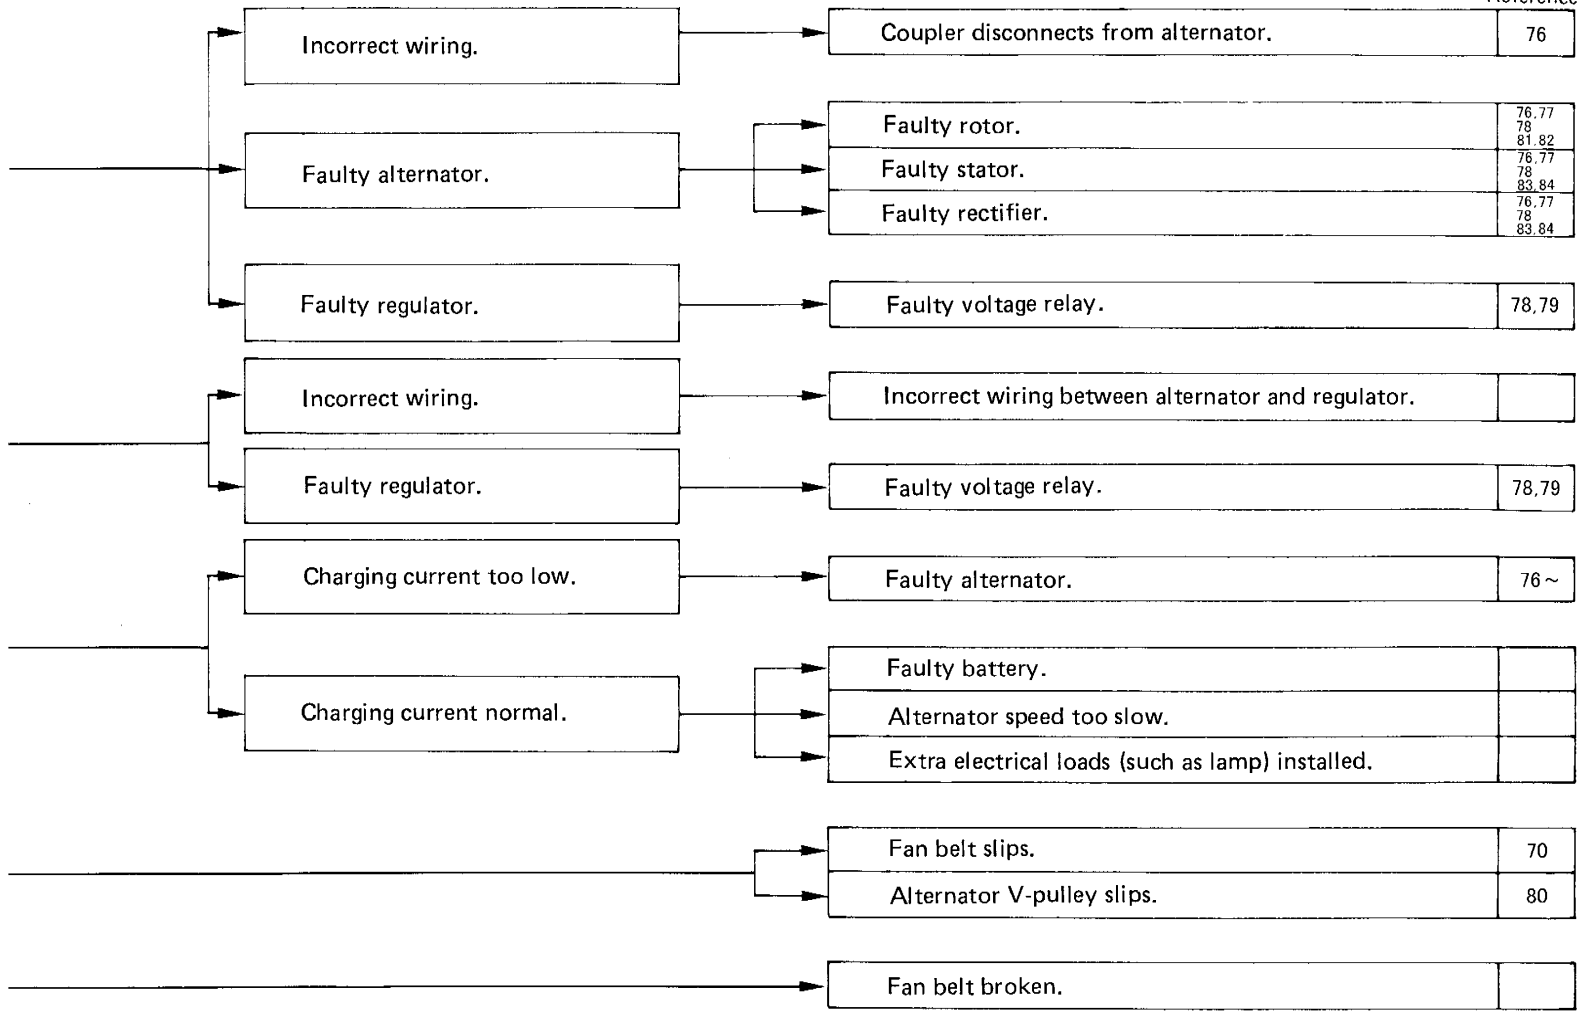 Reference
Incorrect wiring.
Coupler disconnects from alternator.
76
Faulty alternator.
Faulty rotor.
76,77
78
81.82
Faulty stator.
76,77
78
83,84
Faulty rectifier.
76,77
78
83,84
Faulty regulator.
Faulty voltage relay.
78,79
Incorrect wiring.
Incorrect wiring between alternator and regulator.
Faulty regulator.
Faulty voltage relay.
78,79
Charging current too low.
Faulty alternator.
76~
Charging current normal.
Faulty battery.
Alternator speed too slow.
Extra electrical loads (such as lamp) installed.
Fan belt slips.
70
Alternator V-pulley slips.
80
Fan belt broken.